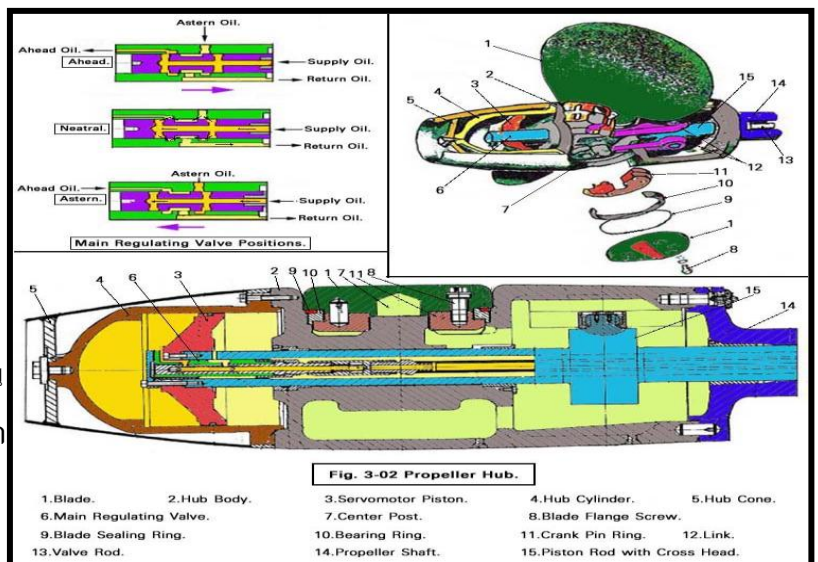 Astern Oil.
Ahead Oil.
Ahead.
Supply Oil.
Return Oil.
Neatral.
Supply Oil.
Return Oil.
Ahead Oil.
Astern.
Supply Oil.
Return Oil.
Main Regulating Valve Positions.
1
2
3
4
5
6
7
15
14
13
12
11
10
9
1
8
5
4
6
3
2
9
10
1
7
11
8
15
14
Fig. 3-02 Propeller Hub.
1.Blade. 2.Hub Body. 3.Servomotor Piston. 4.Hub Cylinder. 5.Hub Cone.
6.Main Regulating Valve. 7.Center Post. 8.Blade Flange Screw.
9.Blade Sealing Ring. 10.Bearing Ring. 11.Crank Pin Ring. 12.Link.
13.Valve Rod. 14.Propeller Shaft. 15.Piston Rod with Cross Head.